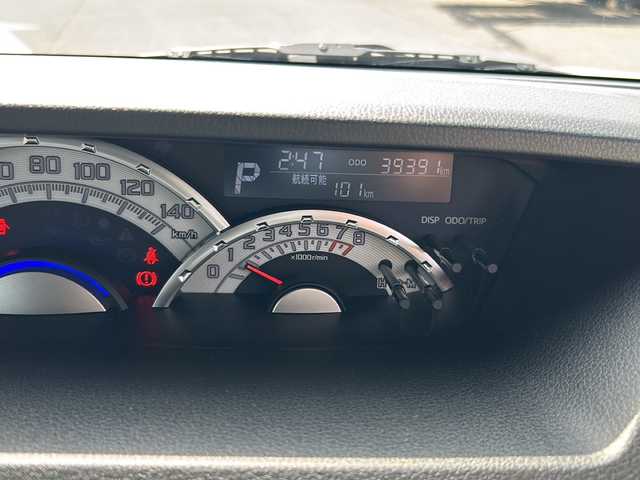 2:47 ODO 39391km
P
航続可能 101km
DISP ODO/TRIP
80 100 120 140
km/h
0 1 2 3 4 5 6 7 8
×1000r/min